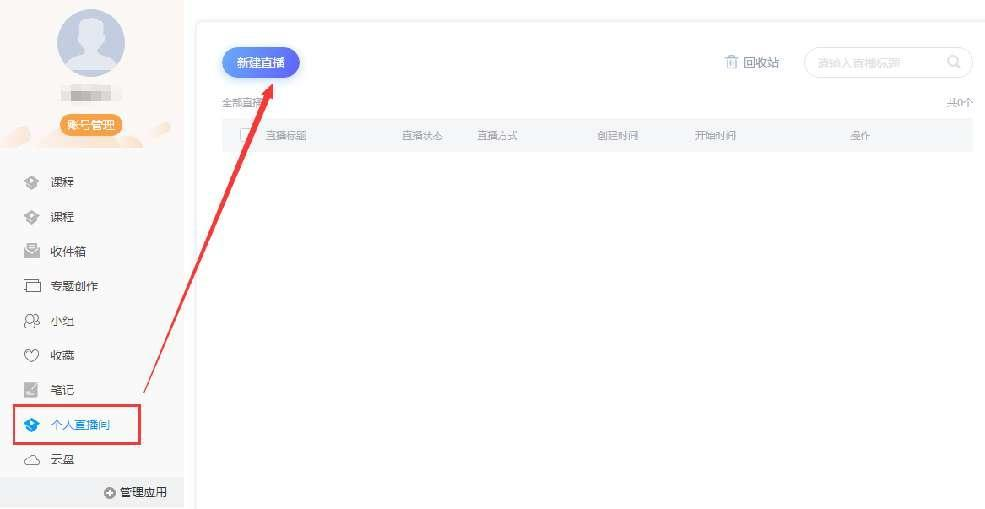 账号管理
课程
课程
收件箱
专题创作
小组
收藏
笔记
个人直播间
云盘
管理应用
新建直播
回收站
请输入直播标题
全部直播
共0个
直播标题 直播状态 直播方式 创建时间 开始时间 操作